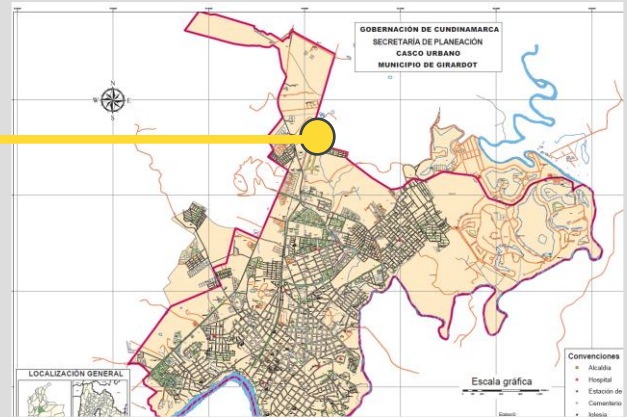 GOBERNACIÓN DE CUNDINAMARCA
SECRETARÍA DE PLANEACIÓN
CASCO URBANO
MUNICIPIO DE GIRARDOT
N
W
E
S
LOCALIZACIÓN GENERAL
Escala gráfica
Convenciones
Alcaldía
Hospital
Estación de
Cementerio
Iglesia